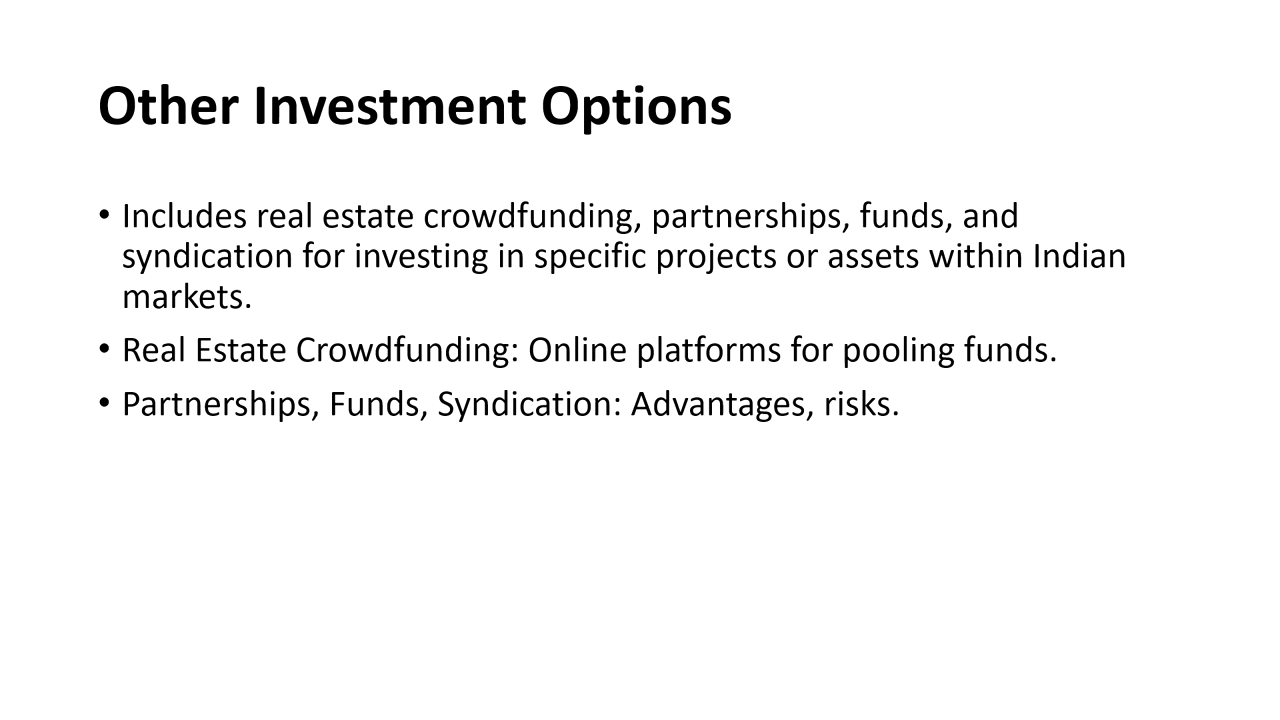 Other Investment Options
• Includes real estate crowdfunding, partnerships, funds, and
syndication for investing in specific projects or assets within Indian
markets.
• Real Estate Crowdfunding: Online platforms for pooling funds.
• Partnerships, Funds, Syndication: Advantages, risks.